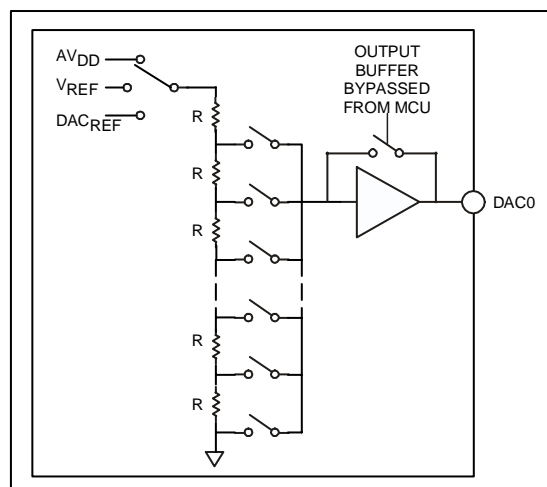 AVDD
VREF
DACREF
R
R
R
R
R
OUTPUT
BUFFER
BYPASSED
FROM MCU
DAC0